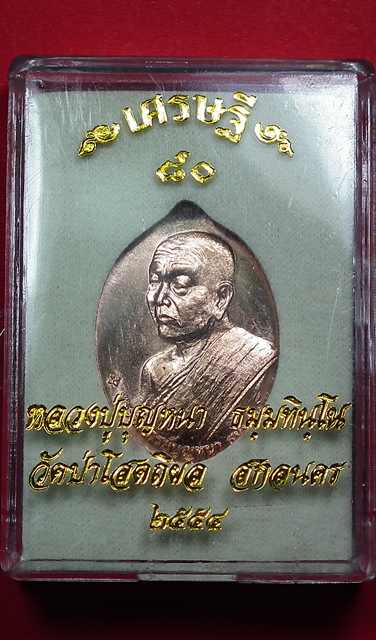 เศรษฐี
๘๐
หลวงปู่บุญหนา ธมฺมทินฺโน
วัดป่าโสตถิผล สกลนคร
๒๕๕๔